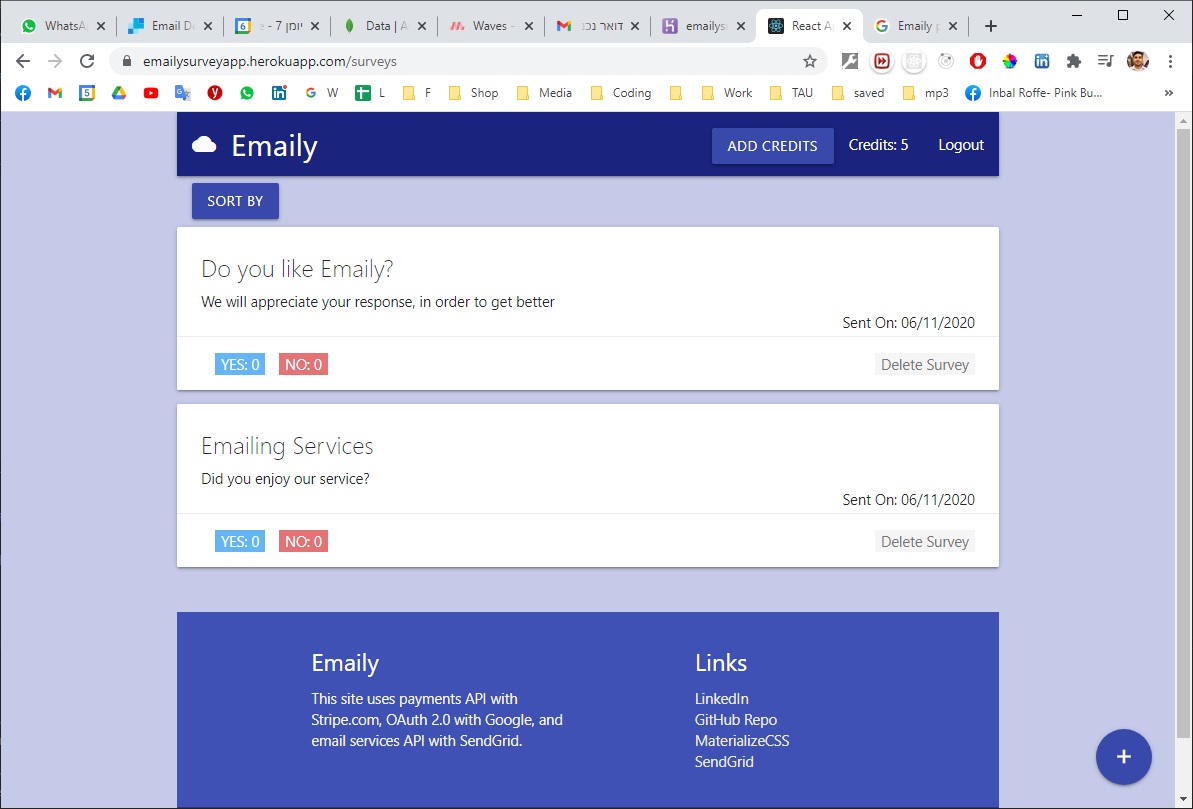 WhatsA
Email De
יומן - 7
Data | A
Waves -
דואר נכנ
emailys
React A
Emaily p
emailysurveyapp.herokuapp.com/surveys
G W L F Shop Media Coding Work TAU saved mp3 Inbal Roffe- Pink Bu... »
Emaily
ADD CREDITS
Credits: 5
Logout
SORT BY
Do you like Emaily?
We will appreciate your response, in order to get better
Sent On: 06/11/2020
YES: 0
NO: 0
Delete Survey
Emailing Services
Did you enjoy our service?
Sent On: 06/11/2020
YES: 0
NO: 0
Delete Survey
Emaily
This site uses payments API with
Stripe.com, OAuth 2.0 with Google, and
email services API with SendGrid.
Links
LinkedIn
GitHub Repo
MaterializeCSS
SendGrid
+